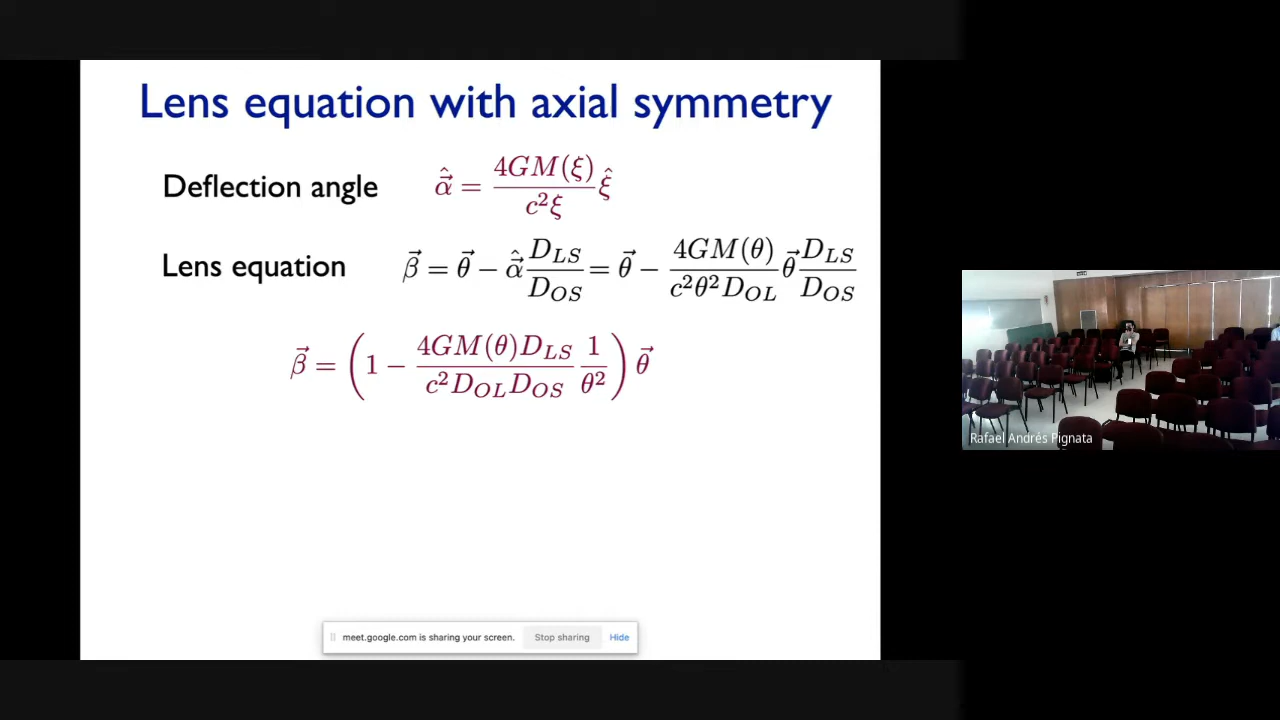 Lens equation with axial symmetry
Deflection angle $\hat{\vec{\alpha}} = \frac{4GM(\xi)}{c^2\xi}\hat{\xi}$
Lens equation $\vec{\beta} = \vec{\theta} - \hat{\vec{\alpha}}\frac{D_{LS}}{D_{OS}} = \vec{\theta} - \frac{4GM(\theta)}{c^2\theta^2 D_{OL}}\vec{\theta}\frac{D_{LS}}{D_{OS}}$
$\vec{\beta} = \left(1 - \frac{4GM(\theta)D_{LS}}{c^2 D_{OL}D_{OS}}\frac{1}{\theta^2}\right)\vec{\theta}$
Rafael Andrés Pignata
meet.google.com is sharing your screen. Stop sharing Hide